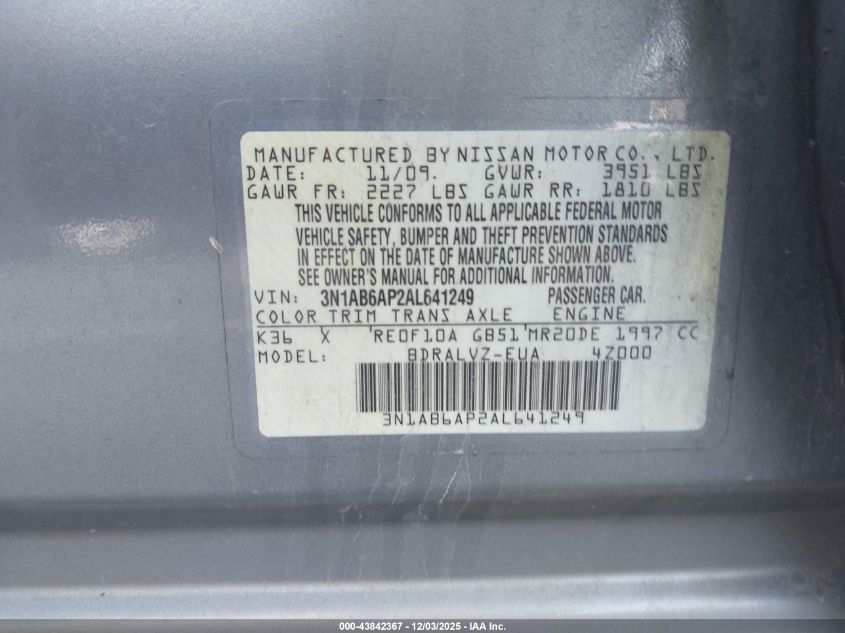 MANUFACTURED BY NISSAN MOTOR CO., LTD.
DATE: 11/09. GVWR: 3951 LBS
GAWR FR: 2227 LBS GAWR RR: 1810 LBS
THIS VEHICLE CONFORMS TO ALL APPLICABLE FEDERAL MOTOR
VEHICLE SAFETY, BUMPER AND THEFT PREVENTION STANDARDS
IN EFFECT ON THE DATE OF MANUFACTURE SHOWN ABOVE.
SEE OWNER'S MANUAL FOR ADDITIONAL INFORMATION.
VIN: 3N1AB6AP2AL641249 PASSENGER CAR.
COLOR TRIM TRANS AXLE ENGINE
K36 X RE0F10A GB51 MR20DE 1997 CC
MODEL: BDRALVZ-EUA 4Z000
3N1AB6AP2AL641249
000-43842367 - 12/03/2025 - IAA Inc.